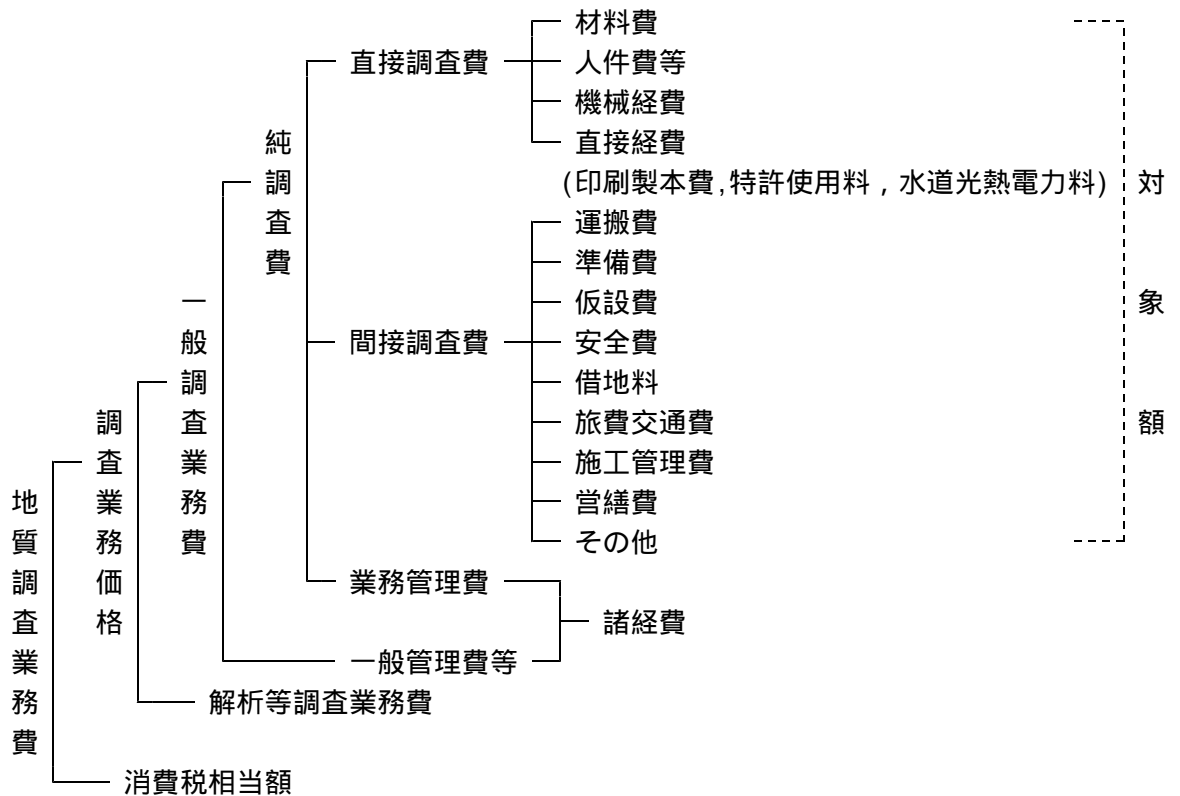 地質調査業務費
調査業務価格
一般調査業務費
純調査費
直接調査費
材料費
人件費等
機械経費
直接経費
(印刷製本費,特許使用料，水道光熱電力料)
間接調査費
運搬費
準備費
仮設費
安全費
借地料
旅費交通費
施工管理費
営繕費
その他
対象額
業務管理費
一般管理費等
諸経費
解析等調査業務費
消費税相当額